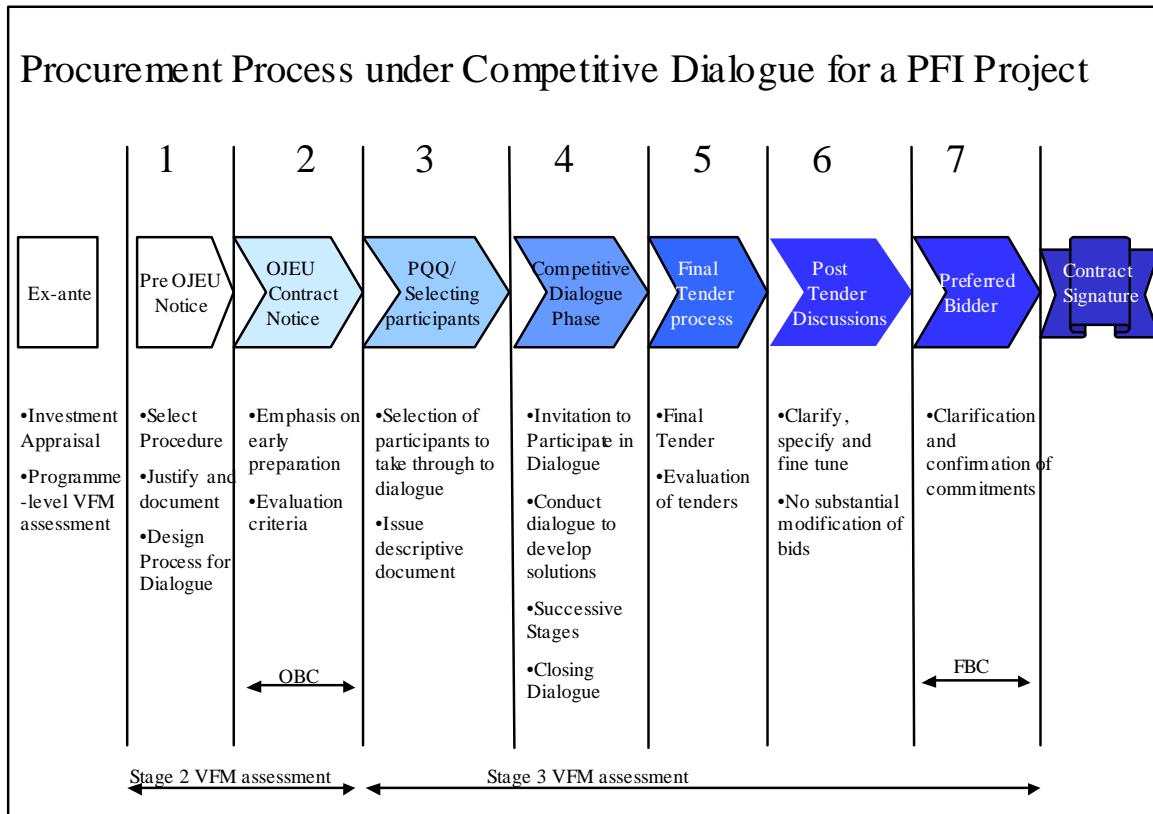 Procurement Process under Competitive Dialogue for a PFI Project
1
2
3
4
5
6
7
Ex-ante
Pre OJEU
Notice
OJEU
Contract
Notice
PQQ/
Selecting
participants
Competitive
Dialogue
Phase
Final
Tender
process
Post
Tender
Discussions
Preferred
Bidder
Contract
Signature
•Investment
Appraisal
•Programme
-level VFM
assessment
•Select
Procedure
•Justify and
document
•Design
Process for
Dialogue
•Emphasis on
early
preparation
•Evaluation
criteria
•Selection of
participants to
take through to
dialogue
•Issue
descriptive
document
•Invitation to
Participate in
Dialogue
•Conduct
dialogue to
develop
solutions
•Successive
Stages
•Closing
Dialogue
•Final
Tender
•Evaluation
of tenders
•Clarify,
specify and
fine tune
•No substantial
modification of
bids
•Clarification
and
confirmation of
commitments
OBC
FBC
Stage 2 VFM assessment
Stage 3 VFM assessment